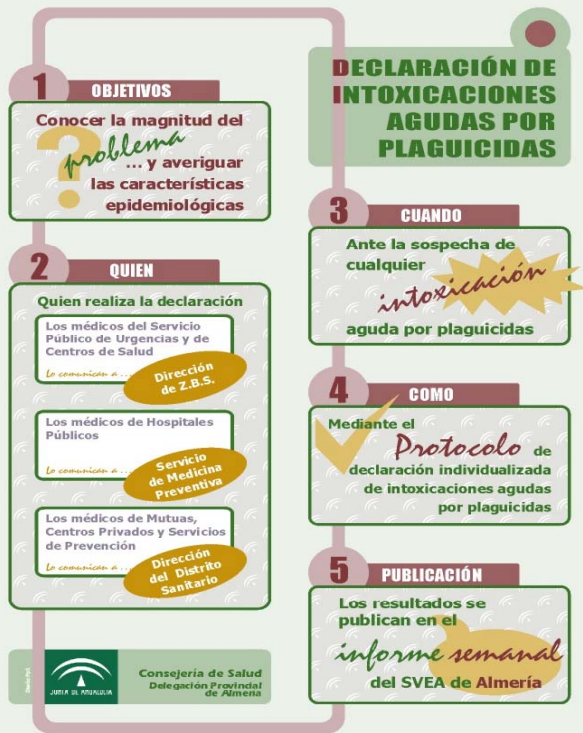 DECLARACIÓN DE
INTOXICACIONES
AGUDAS POR
PLAGUICIDAS
1
OBJETIVOS
Conocer la magnitud del
problema
... y averiguar
las características
epidemiológicas
2
QUIEN
Quien realiza la declaración
Los médicos del Servicio
Público de Urgencias y de
Centros de Salud
Lo comunican a ...
Dirección
de Z.B.S.
Los médicos de Hospitales
Públicos
Lo comunican a ...
Servicio
de Medicina
Preventiva
Los médicos de Mutuas,
Centros Privados y Servicios
de Prevención
Lo comunican a ...
Dirección
del Distrito
Sanitario
3
CUANDO
Ante la sospecha de
cualquier
intoxicación
aguda por plaguicidas
4
COMO
Mediante el
Protocolo de
declaración individualizada
de intoxicaciones agudas
por plaguicidas
5
PUBLICACIÓN
Los resultados se
publican en el
informe semanal
del SVEA de Almería
JUNTA DE ANDALUCIA
Consejería de Salud
Delegación Provincial
de Almería